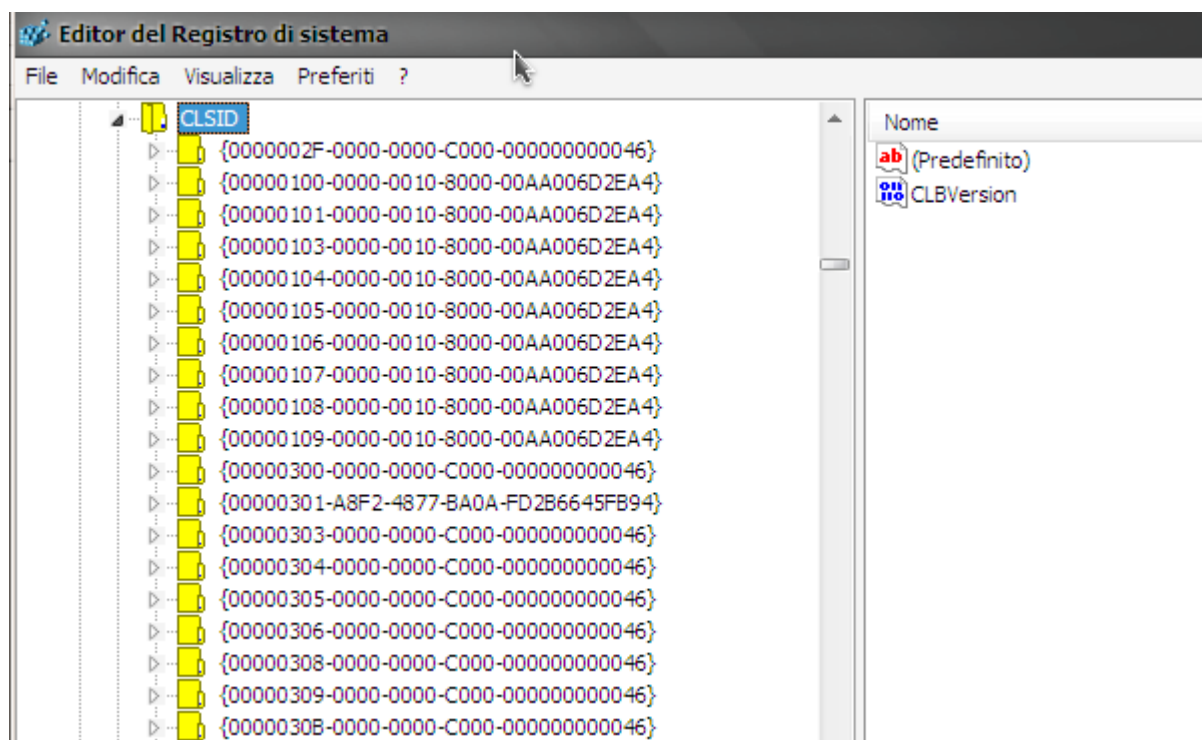 Editor del Registro di sistema
File Modifica Visualizza Preferiti ?
CLSID
{0000002F-0000-0000-C000-000000000046}
{00000100-0000-0010-8000-00AA006D2EA4}
{00000101-0000-0010-8000-00AA006D2EA4}
{00000103-0000-0010-8000-00AA006D2EA4}
{00000104-0000-0010-8000-00AA006D2EA4}
{00000105-0000-0010-8000-00AA006D2EA4}
{00000106-0000-0010-8000-00AA006D2EA4}
{00000107-0000-0010-8000-00AA006D2EA4}
{00000108-0000-0010-8000-00AA006D2EA4}
{00000109-0000-0010-8000-00AA006D2EA4}
{00000300-0000-0000-C000-000000000046}
{00000301-A8F2-4877-BA0A-FD2B6645FB94}
{00000303-0000-0000-C000-000000000046}
{00000304-0000-0000-C000-000000000046}
{00000305-0000-0000-C000-000000000046}
{00000306-0000-0000-C000-000000000046}
{00000308-0000-0000-C000-000000000046}
{00000309-0000-0000-C000-000000000046}
{0000030B-0000-0000-C000-000000000046}
Nome
ab (Predefinito)
CLBVersion